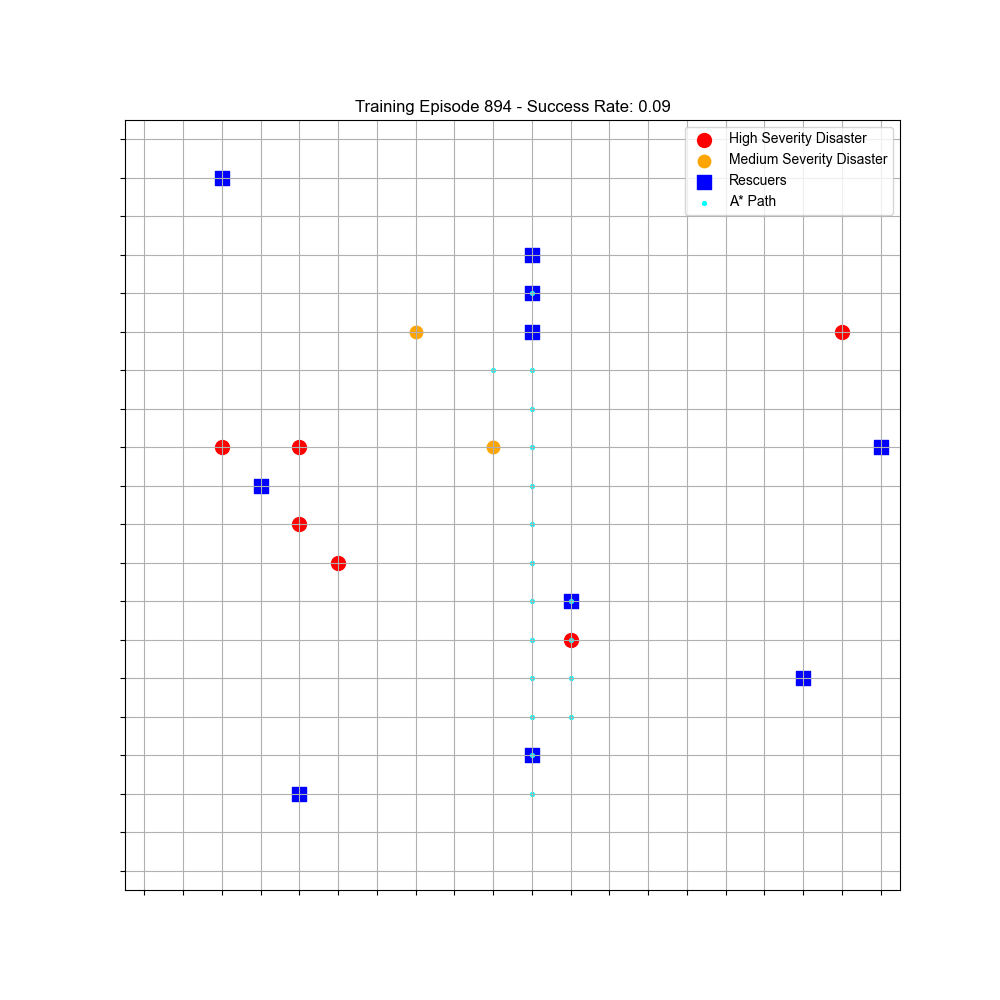 Training Episode 894 - Success Rate: 0.09
High Severity Disaster
Medium Severity Disaster
Rescuers
A* Path